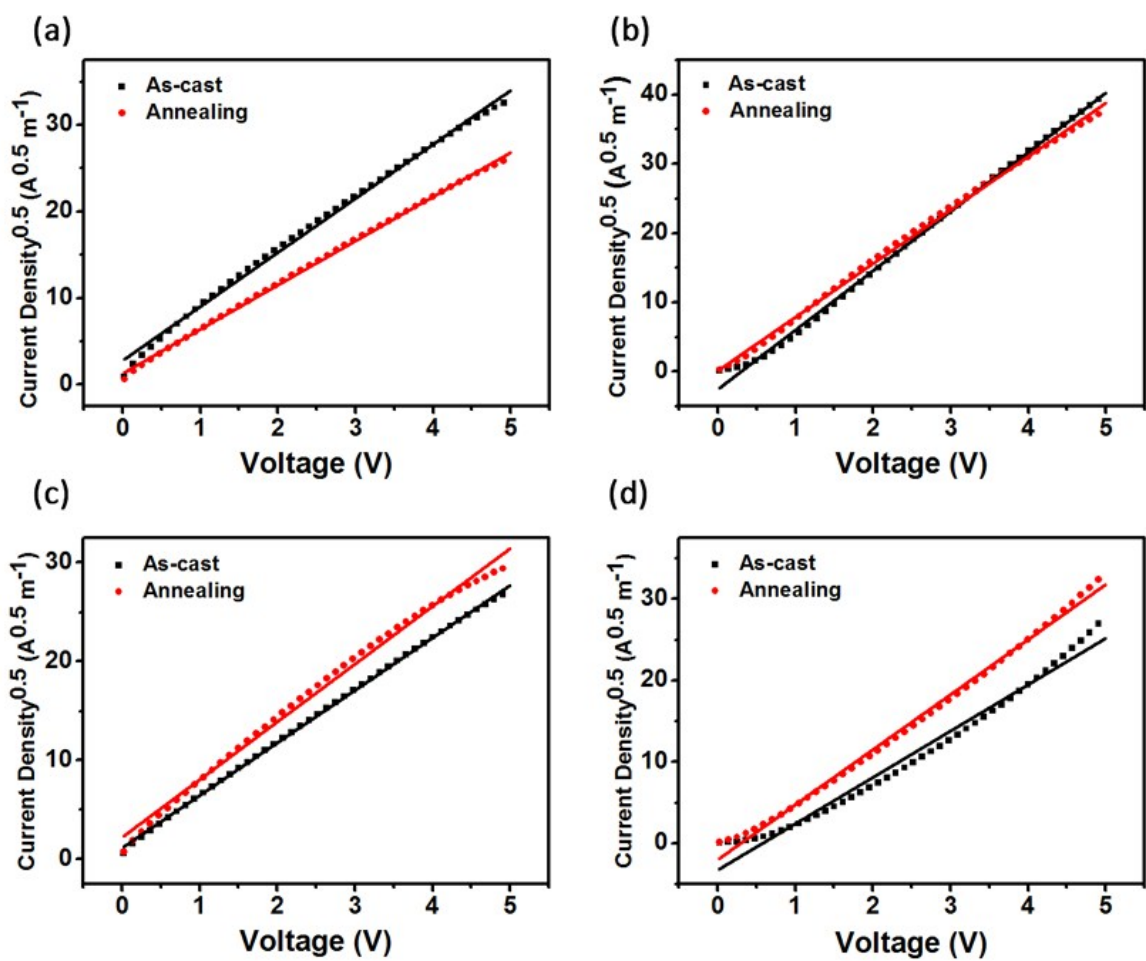 (a)
As-cast
Annealing
Current Density^0.5 (A^0.5 m^-1)
30
20
10
0
0 1 2 3 4 5
Voltage (V)
(b)
As-cast
Annealing
Current Density^0.5 (A^0.5 m^-1)
40
30
20
10
0
0 1 2 3 4 5
Voltage (V)
(c)
As-cast
Annealing
Current Density^0.5 (A^0.5 m^-1)
30
20
10
0
0 1 2 3 4 5
Voltage (V)
(d)
As-cast
Annealing
Current Density^0.5 (A^0.5 m^-1)
30
20
10
0
0 1 2 3 4 5
Voltage (V)